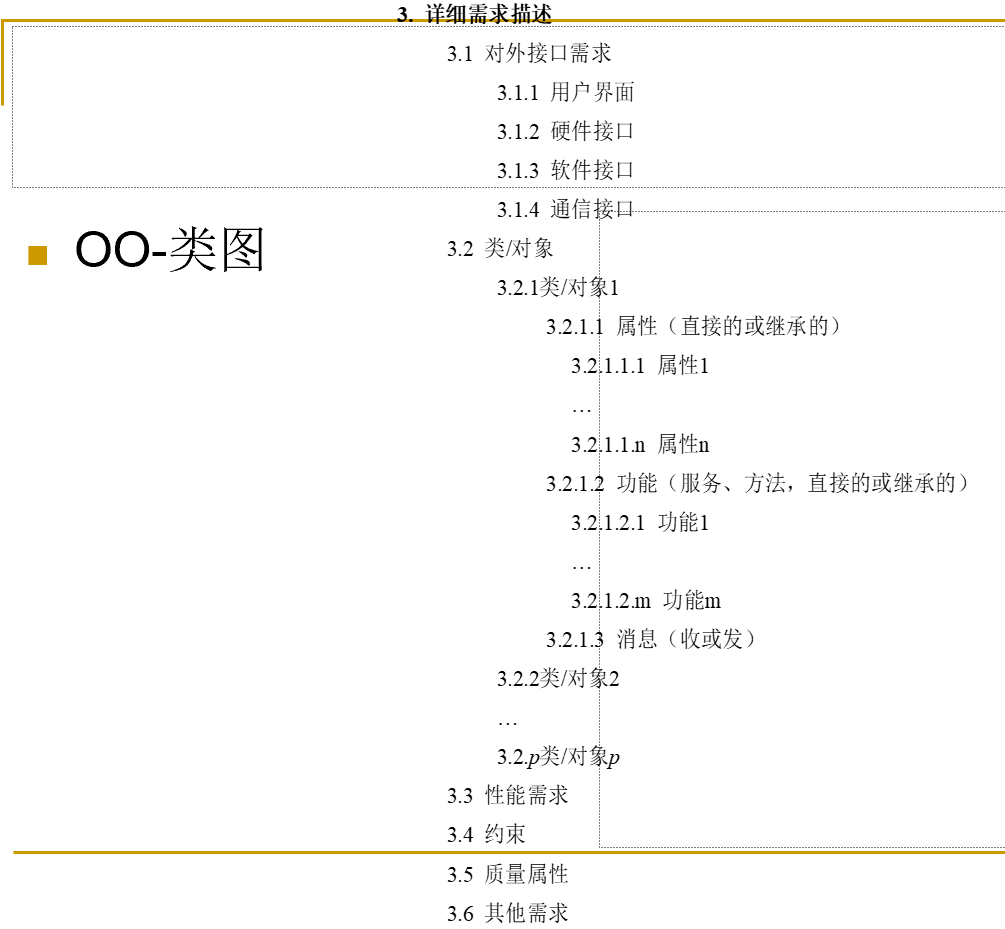 3. 详细需求描述
3.1 对外接口需求
3.1.1 用户界面
3.1.2 硬件接口
3.1.3 软件接口
3.1.4 通信接口
OO-类图
3.2 类/对象
3.2.1类/对象1
3.2.1.1 属性（直接的或继承的）
3.2.1.1.1 属性1
…
3.2.1.1.n 属性n
3.2.1.2 功能（服务、方法，直接的或继承的）
3.2.1.2.1 功能1
…
3.2.1.2.m 功能m
3.2.1.3 消息（收或发）
3.2.2类/对象2
…
3.2.p类/对象p
3.3 性能需求
3.4 约束
3.5 质量属性
3.6 其他需求